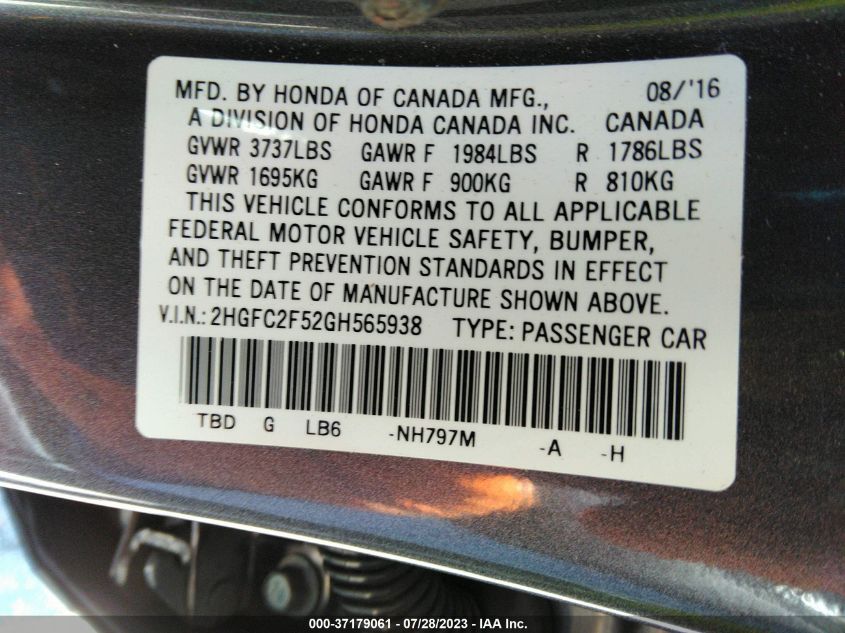 MFD. BY HONDA OF CANADA MFG., 08/'16
A DIVISION OF HONDA CANADA INC. CANADA
GVWR 3737LBS GAWR F 1984LBS R 1786LBS
GVWR 1695KG GAWR F 900KG R 810KG
THIS VEHICLE CONFORMS TO ALL APPLICABLE
FEDERAL MOTOR VEHICLE SAFETY, BUMPER,
AND THEFT PREVENTION STANDARDS IN EFFECT
ON THE DATE OF MANUFACTURE SHOWN ABOVE.
V.I.N.: 2HGFC2F52GH565938 TYPE: PASSENGER CAR
TBD G LB6 -NH797M -A -H
000-37179061 / 07/28/2023 - IAA Inc.